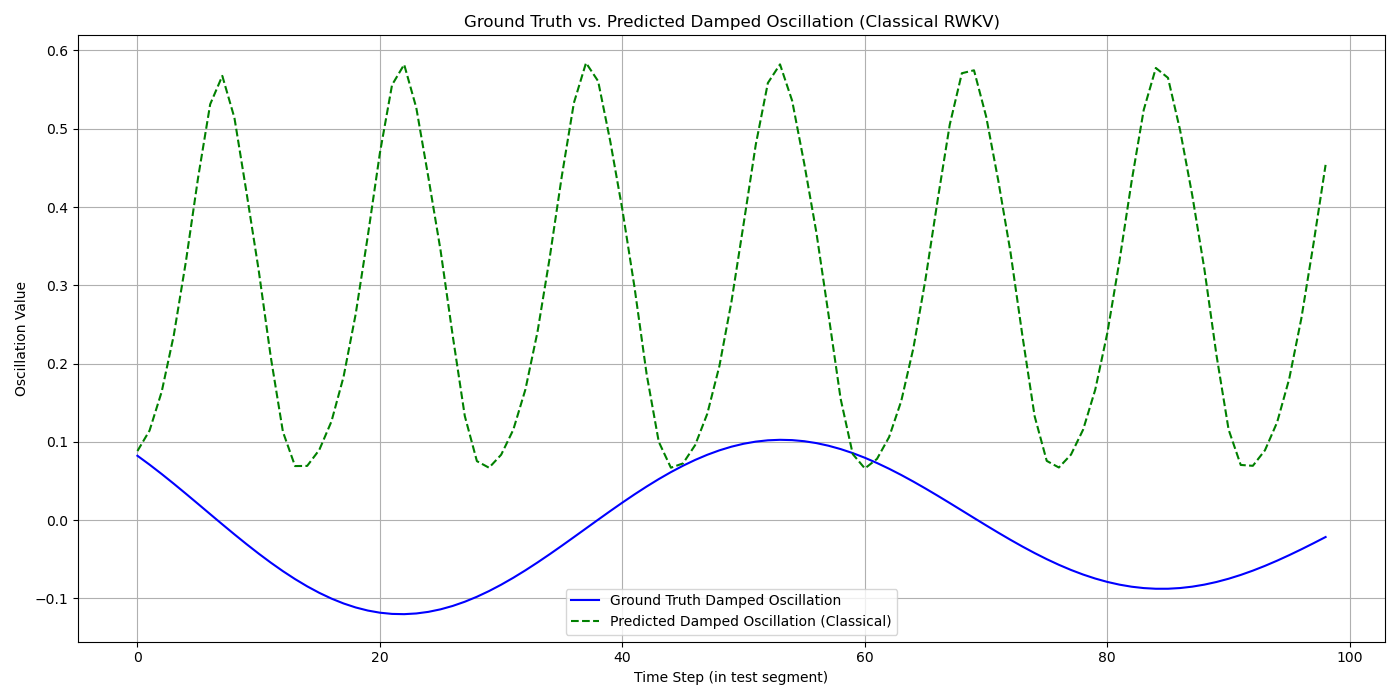 Ground Truth vs. Predicted Damped Oscillation (Classical RWKV)
0.6
0.5
0.4
0.3
0.2
0.1
0.0
−0.1
Oscillation Value
Ground Truth Damped Oscillation
Predicted Damped Oscillation (Classical)
0 20 40 60 80 100
Time Step (in test segment)